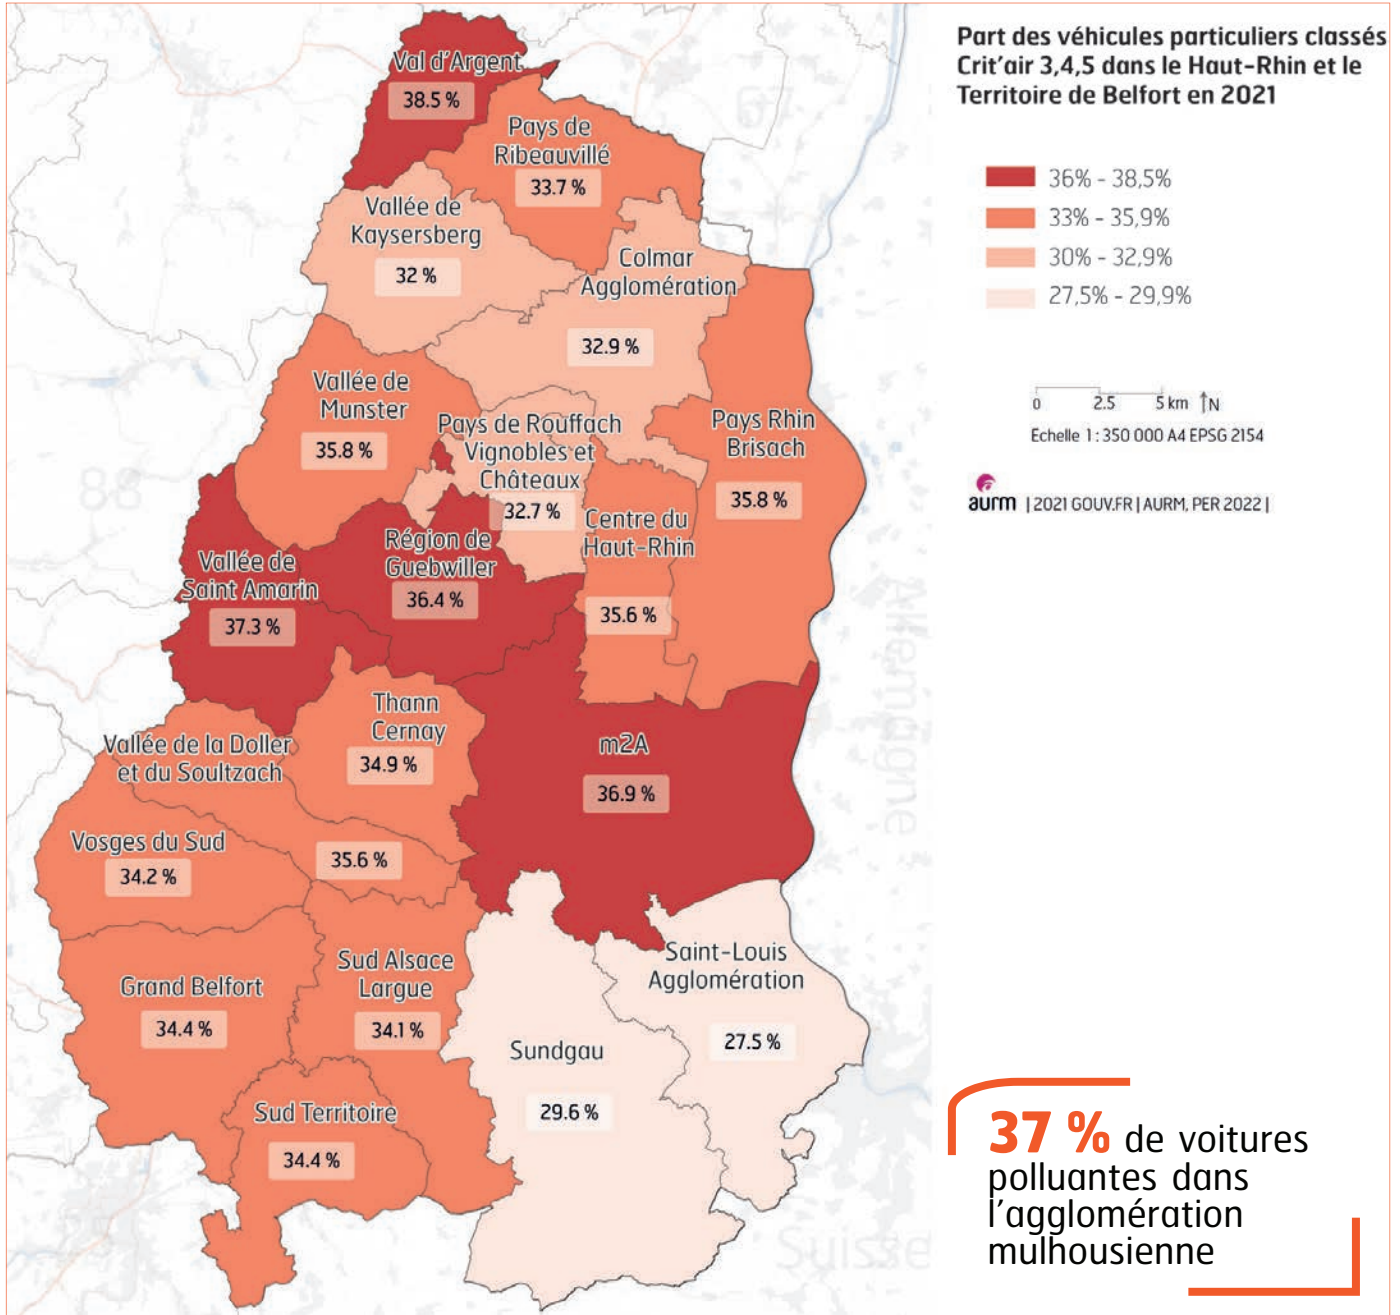 Part des véhicules particuliers classés
Crit'air 3,4,5 dans le Haut-Rhin et le
Territoire de Belfort en 2021
36% - 38,5%
33% - 35,9%
30% - 32,9%
27,5% - 29,9%
0 2.5 5 km N
Echelle 1 : 350 000 A4 EPSG 2154
aurm | 2021 GOUV.FR | AURM, PER 2022 |
Val d'Argent
38.5 %
67
Pays de
Ribeauvillé
33.7 %
Vallée de
Kaysersberg
32 %
Colmar
Agglomération
32.9 %
Vallée de
Munster
35.8 %
Pays de Rouffach
Vignobles et
Châteaux
32.7 %
Pays Rhin
Brisach
35.8 %
88
Centre du
Haut-Rhin
35.6 %
Région de
Guebwiller
36.4 %
Vallée de
Saint Amarin
37.3 %
Allemagne
Thann
Cernay
34.9 %
m2A
36.9 %
Vallée de la Doller
et du Soultzach
35.6 %
Vosges du Sud
34.2 %
Grand Belfort
34.4 %
Sud Alsace
Largue
34.1 %
Saint-Louis
Agglomération
27.5 %
Sundgau
29.6 %
Sud Territoire
34.4 %
Suisse
37 % de voitures
polluantes dans
l'agglomération
mulhousienne